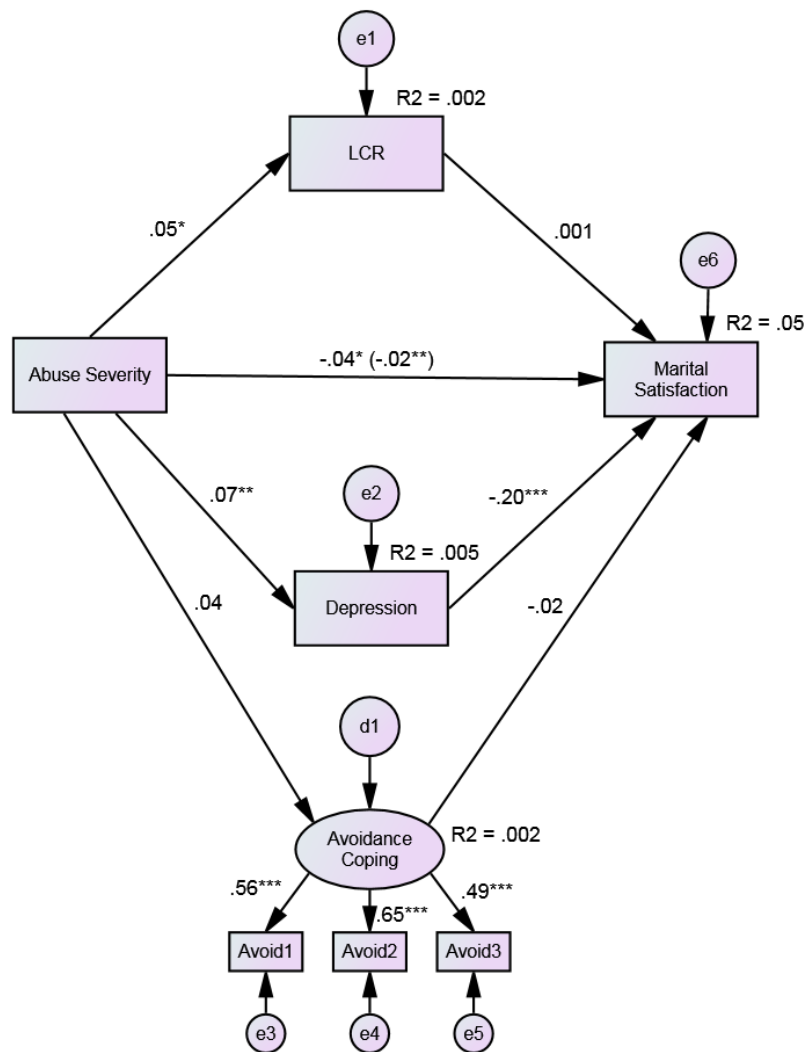 e1
R2 = .002
LCR
.05*
.001
e6
R2 = .05
Abuse Severity
-.04* (-.02**)
Marital
Satisfaction
.07**
e2
-.20***
R2 = .005
.04
Depression
-.02
d1
Avoidance
Coping
R2 = .002
.56***
.65***
.49***
Avoid1
Avoid2
Avoid3
e3
e4
e5